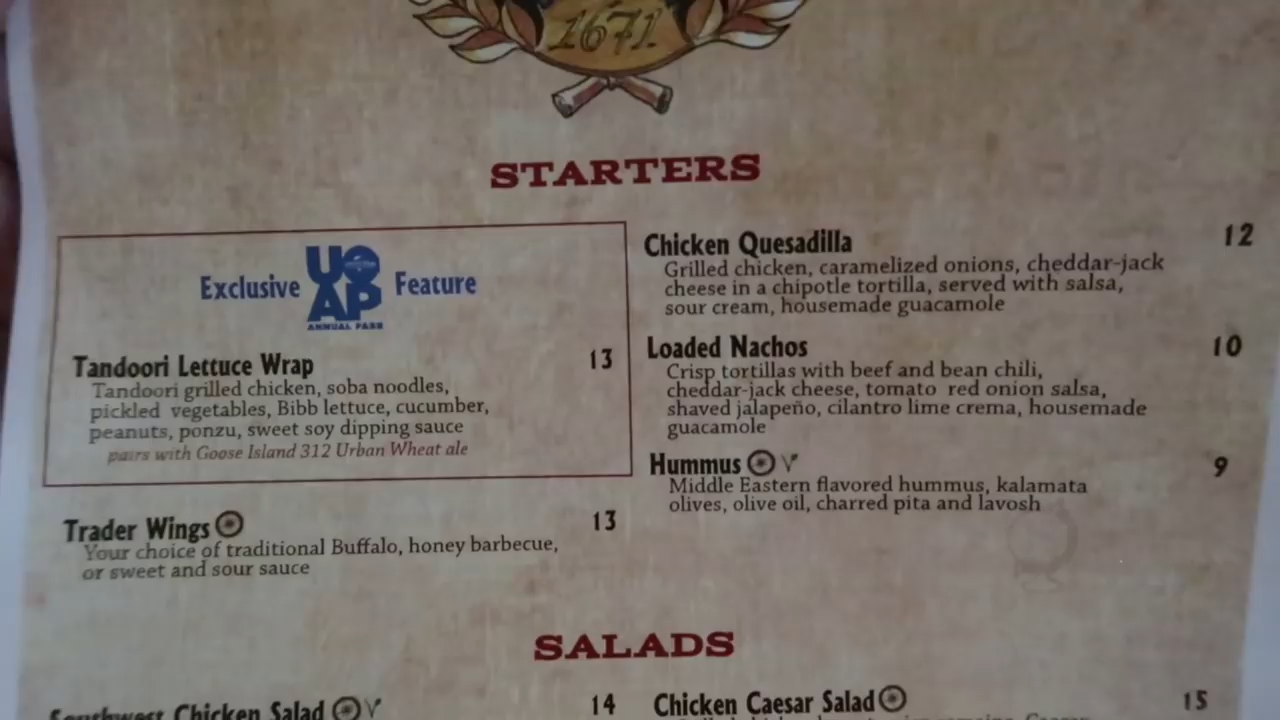 1671
STARTERS
Exclusive UOAP Feature
ANNUAL PASS
Tandoori Lettuce Wrap 13
Tandoori grilled chicken, soba noodles,
pickled vegetables, Bibb lettuce, cucumber,
peanuts, ponzu, sweet soy dipping sauce
pairs with Goose Island 312 Urban Wheat ale
Trader Wings 13
Your choice of traditional Buffalo, honey barbecue,
or sweet and sour sauce
Chicken Quesadilla 12
Grilled chicken, caramelized onions, cheddar-jack
cheese in a chipotle tortilla, served with salsa,
sour cream, housemade guacamole
Loaded Nachos 10
Crisp tortillas with beef and bean chili,
cheddar-jack cheese, tomato red onion salsa,
shaved jalapeño, cilantro lime crema, housemade
guacamole
Hummus V 9
Middle Eastern flavored hummus, kalamata
olives, olive oil, charred pita and lavosh
SALADS
Southwest Chicken Salad V 14
Chicken Caesar Salad 15